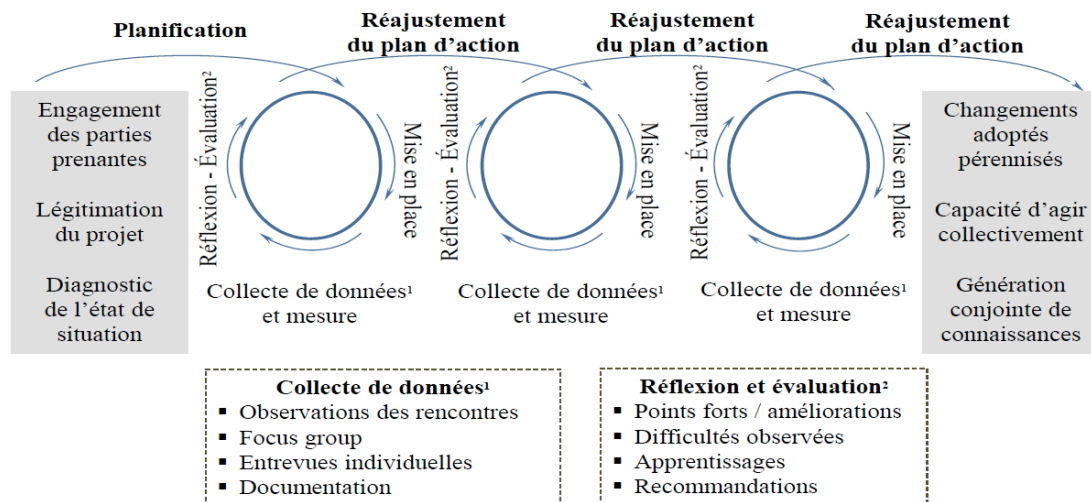 Planification
Réajustement
du plan d’action
Réajustement
du plan d’action
Réajustement
du plan d’action
Engagement
des parties
prenantes
Légitimation
du projet
Diagnostic
de l’état de
situation
Réflexion - Évaluation²
Mise en place
Collecte de données¹
et mesure
Réflexion - Évaluation²
Mise en place
Collecte de données¹
et mesure
Réflexion - Évaluation²
Mise en place
Collecte de données¹
et mesure
Changements
adoptés
pérennisés
Capacité d’agir
collectivement
Génération
conjointe de
connaissances
Collecte de données¹
▪ Observations des rencontres
▪ Focus group
▪ Entrevues individuelles
▪ Documentation
Réflexion et évaluation²
▪ Points forts / améliorations
▪ Difficultés observées
▪ Apprentissages
▪ Recommandations